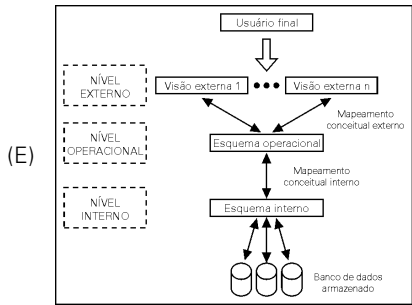 Usuário final
NÍVEL
EXTERNO
Visão externa 1
Visão externa n
Mapeamento
conceitual externo
(E)
NÍVEL
OPERACIONAL
Esquema operacional
Mapeamento
conceitual interno
NÍVEL
INTERNO
Esquema interno
Banco de dados
armazenado